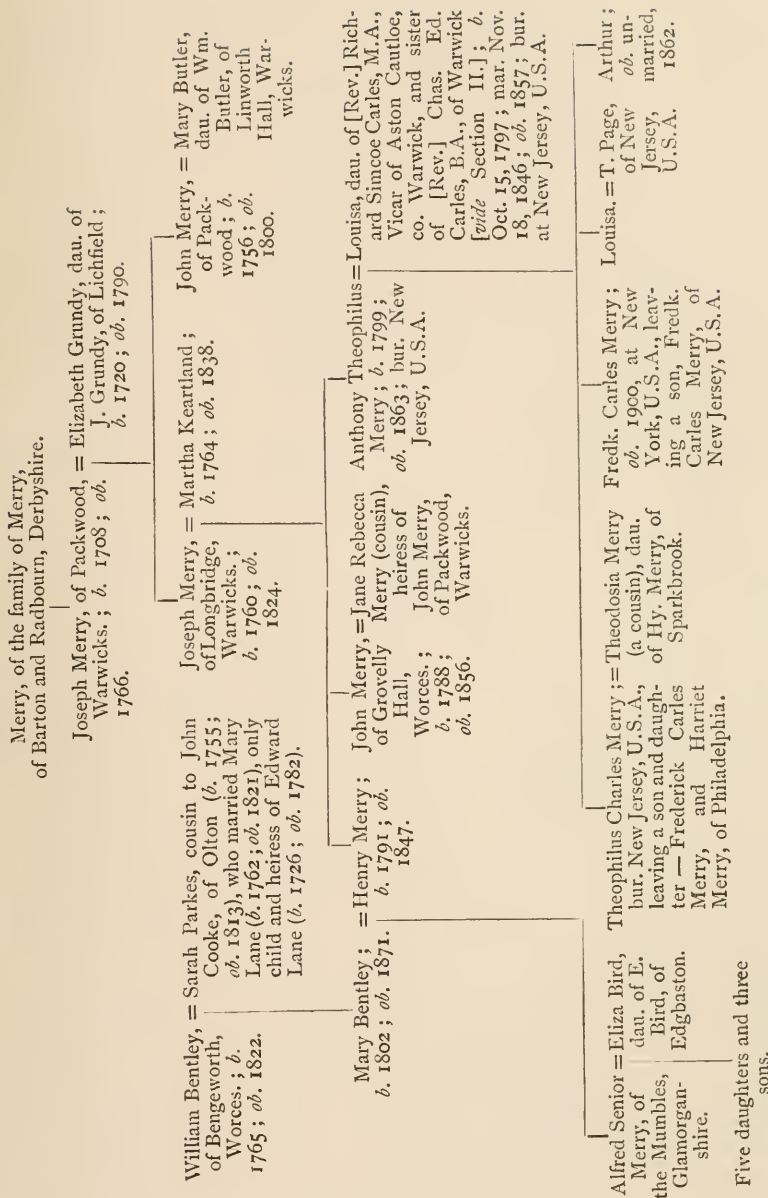 Merry, of the family of Merry,
of Barton and Radbourn, Derbyshire.
Joseph Merry, of Packwood, = Elizabeth Grundy, dau. of
Warwicks.; b. 1708; ob.
1766.
J. Grundy, of Lichfield;
b. 1720; ob. 1790.
William Bentley, = Sarah Parkes, cousin to John
of Bengeworth,
Worces.; b.
1765; ob. 1822.
Cooke, of Olton (b. 1755;
ob. 1813), who married Mary
Lane (b. 1762; ob. 1821), only
child and heiress of Edward
Lane (b. 1726; ob. 1782).
Joseph Merry, = Martha Keartland;
of Longbridge,
Warwicks.;
b. 1760; ob.
1824.
b. 1764; ob. 1838.
John Merry, = Mary Butler,
of Pack-
wood; b.
1756; ob.
1800.
dau. of Wm.
Butler, of
Linworth
Hall, War-
wicks.
Mary Bentley; = Henry Merry;
b. 1802; ob. 1871.
b. 1791; ob.
1847.
John Merry, = Jane Rebecca
of Grovelly
Hall,
Worces.;
b. 1788;
ob. 1856.
Merry (cousin),
heiress of
John Merry,
of Packwood,
Warwicks.
Anthony Theophilus = Louisa, dau. of [Rev.] Rich-
Merry; b. 1799;
ob. 1863; bur. New
Jersey, U.S.A.
ard Simcoe Carles, M.A.,
Vicar of Aston Cautloe,
co. Warwick, and sister
of [Rev.] Chas. Ed.
Carles, B.A., of Warwick
[vide Section II.]; b.
Oct. 15, 1797; mar. Nov.
18, 1846; ob. 1857; bur.
at New Jersey, U.S.A.
Alfred Senior = Eliza Bird,
Merry, of
the Mumbles,
Glamorgan-
shire.
dau. of E.
Bird, of
Edgbaston.
Five daughters and three
sons.
Theophilus Charles Merry; = Theodosia Merry
bur. New Jersey, U.S.A.,
leaving a son and daugh-
ter — Frederick Carles
Merry, and Harriet
Merry, of Philadelphia.
(a cousin), dau.
of Hy. Merry, of
Sparkbrook.
Fredk. Carles Merry;
ob. 1900, at New
York, U.S.A., leav-
ing a son, Fredk.
Carles Merry, of
New Jersey, U.S.A.
Louisa. = T. Page,
of New
Jersey,
U.S.A.
Arthur;
ob. un-
married,
1862.